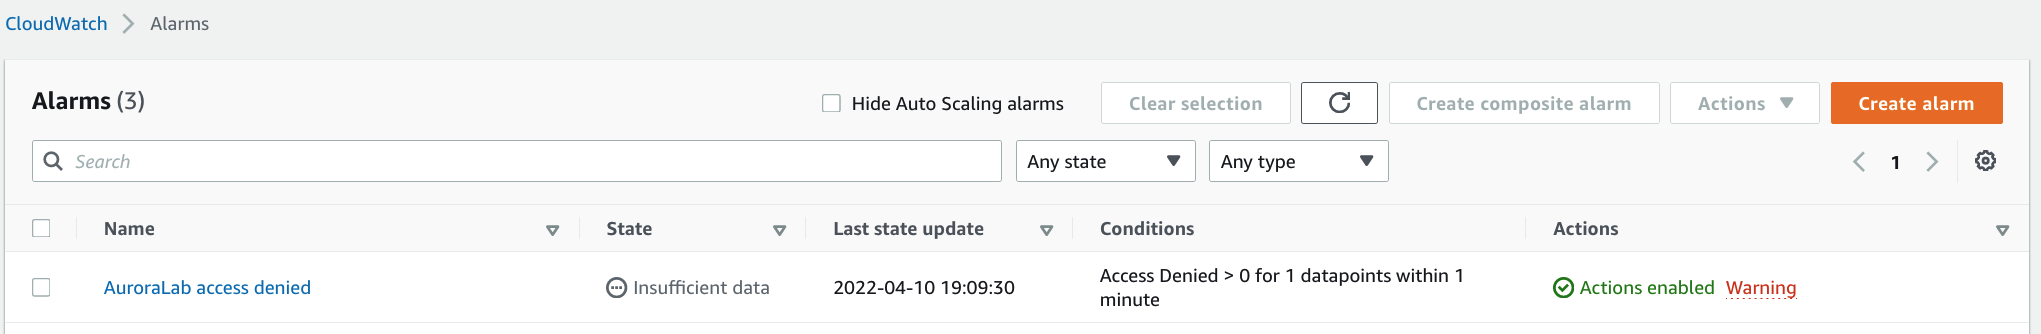 CloudWatch > Alarms
Alarms (3)
Hide Auto Scaling alarms
Clear selection
Create composite alarm
Actions
Create alarm
Search
Any state
Any type
1
Name State Last state update Conditions Actions
AuroraLab access denied Insufficient data 2022-04-10 19:09:30 Access Denied > 0 for 1 datapoints within 1
minute
Actions enabled Warning